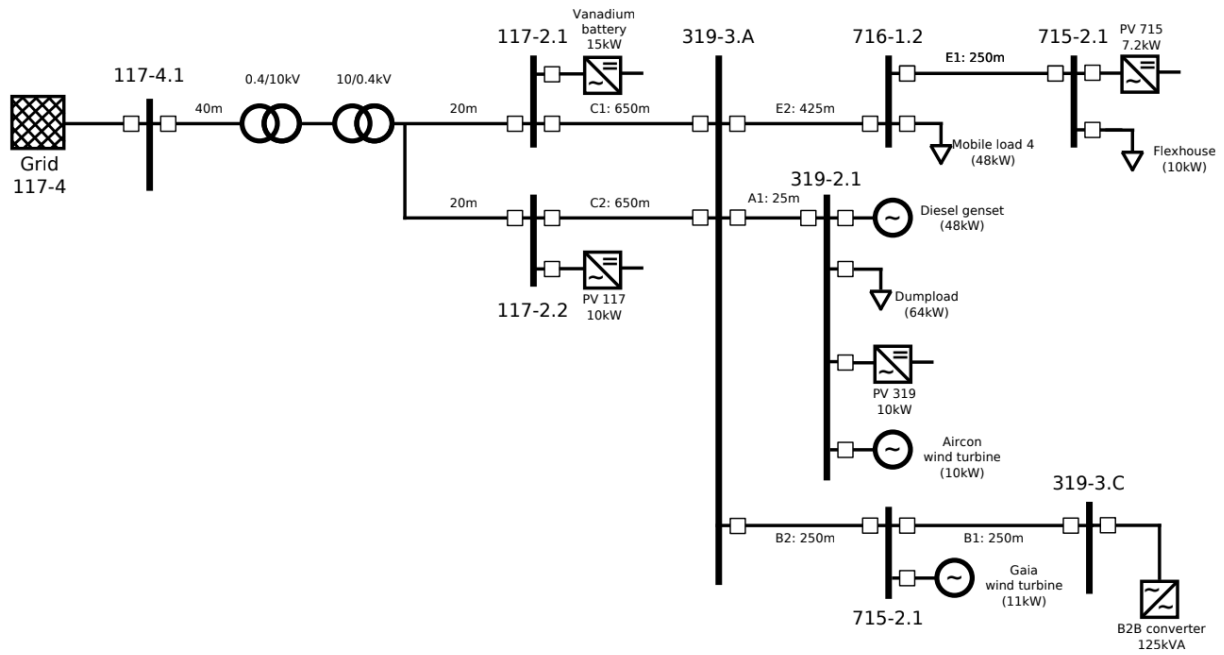 Vanadium
battery
15kW
117-2.1
319-3.A
716-1.2
715-2.1
PV 715
7.2kW
E1: 250m
117-4.1
0.4/10kV
10/0.4kV
40m
20m
C1: 650m
E2: 425m
Grid
117-4
Mobile load 4
(48kW)
Flexhouse
(10kW)
319-2.1
20m
C2: 650m
A1: 25m
Diesel genset
(48kW)
117-2.2
PV 117
10kW
Dumpload
(64kW)
PV 319
10kW
Aircon
wind turbine
(10kW)
319-3.C
B2: 250m
B1: 250m
Gaia
wind turbine
(11kW)
715-2.1
B2B converter
125kVA